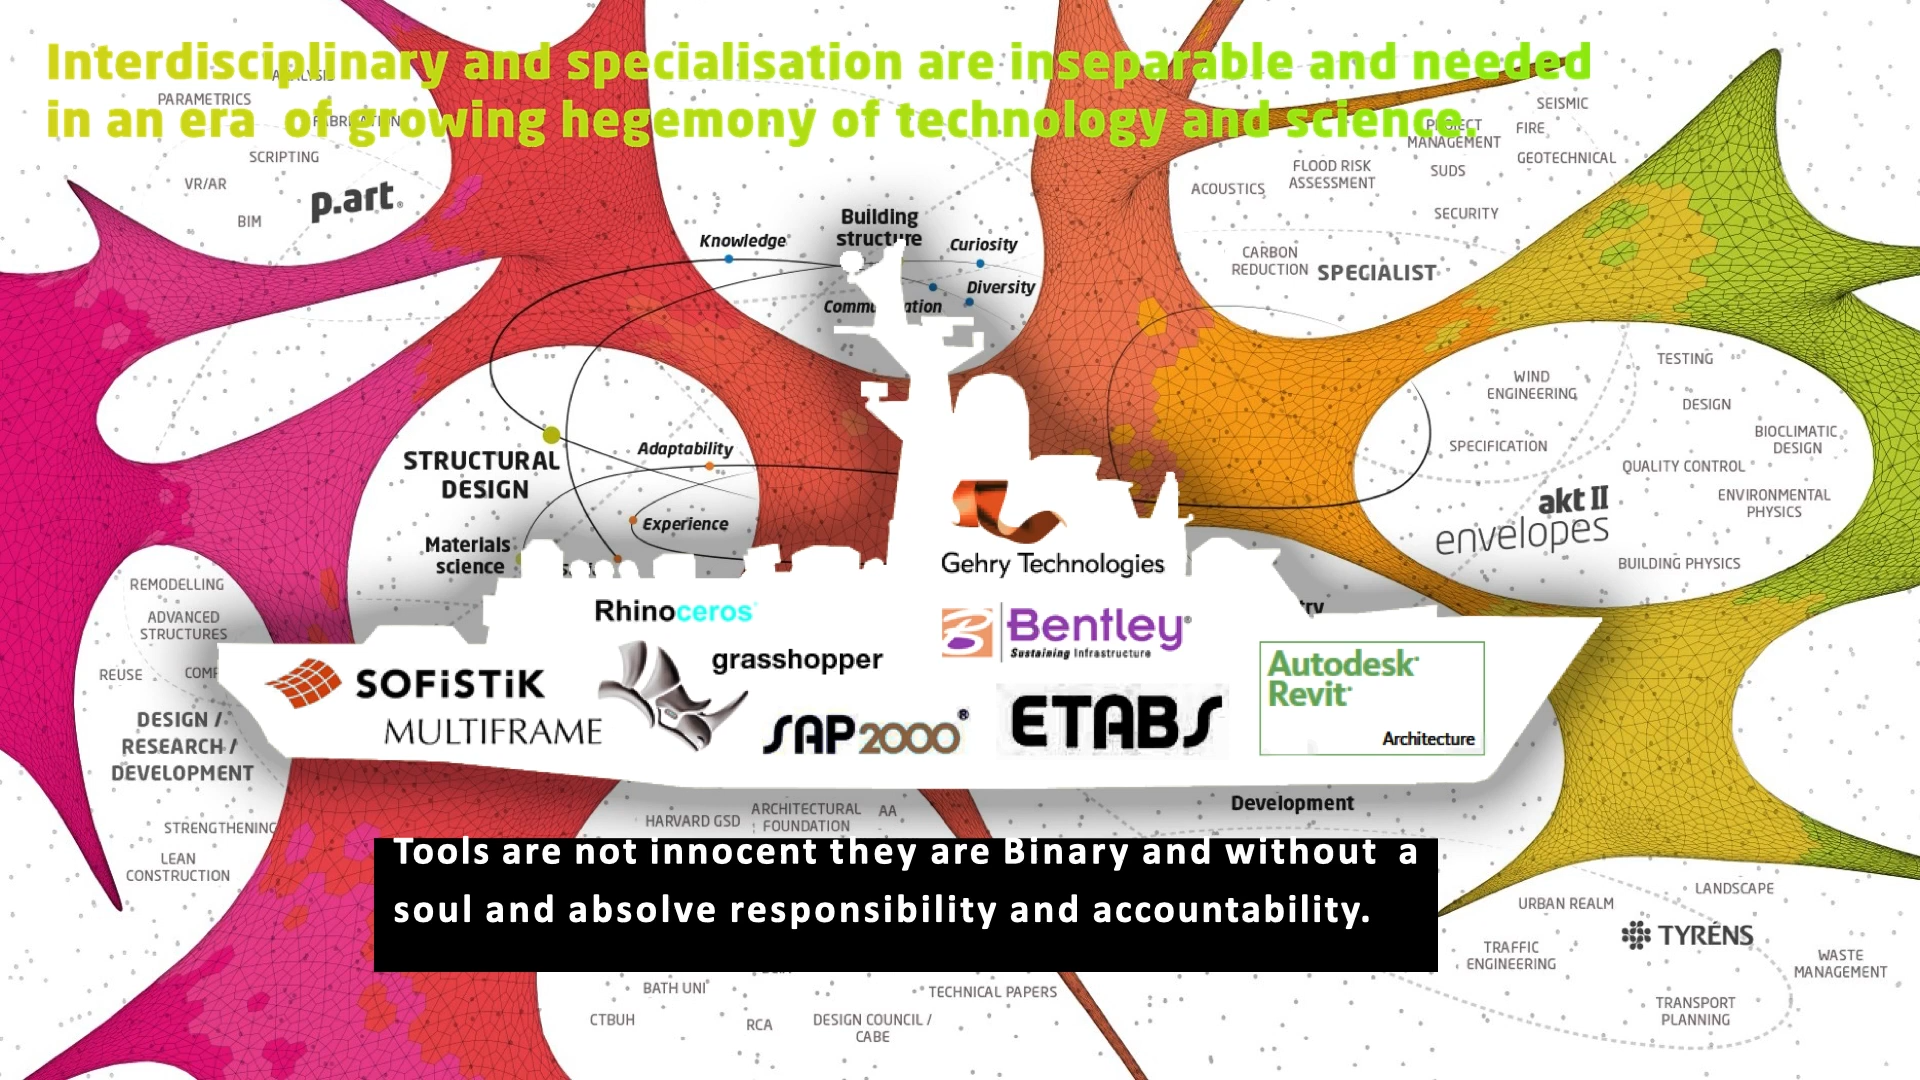 Interdisciplinary and specialisation are inseparable and needed
in an era of growing hegemony of technology and science.
ANALYSIS
PARAMETRICS
FABRICATION
SCRIPTING
VR/AR
BIM
p.art®
Knowledge
Building
structure
Curiosity
Diversity
SEISMIC
PROJECT
MANAGEMENT
FIRE
GEOTECHNICAL
FLOOD RISK
ASSESSMENT
SUDS
ACOUSTICS
SECURITY
CARBON
REDUCTION
SPECIALIST
STRUCTURAL
DESIGN
Adaptability
Experience
Materials
science
TESTING
WIND
ENGINEERING
DESIGN
SPECIFICATION
BIOCLIMATIC
DESIGN
QUALITY CONTROL
ENVIRONMENTAL
PHYSICS
akt II
envelopes
BUILDING PHYSICS
Gehry Technologies
Rhinoceros
grasshopper
Bentley®
Sustaining Infrastructure
SOFiSTiK
MULTIFRAME
SAP2000®
ETABS
Autodesk®
Revit®
Architecture
REMODELLING
ADVANCED
STRUCTURES
REUSE
DESIGN /
RESEARCH /
DEVELOPMENT
STRENGTHENING
LEAN
CONSTRUCTION
Development
HARVARD GSD
ARCHITECTURAL
FOUNDATION
AA
Tools are not innocent they are Binary and without a
soul and absolve responsibility and accountability.
BATH UNI
TECHNICAL PAPERS
CTBUH
RCA
DESIGN COUNCIL /
CABE
LANDSCAPE
URBAN REALM
TYRÉNS
TRAFFIC
ENGINEERING
WASTE
MANAGEMENT
TRANSPORT
PLANNING